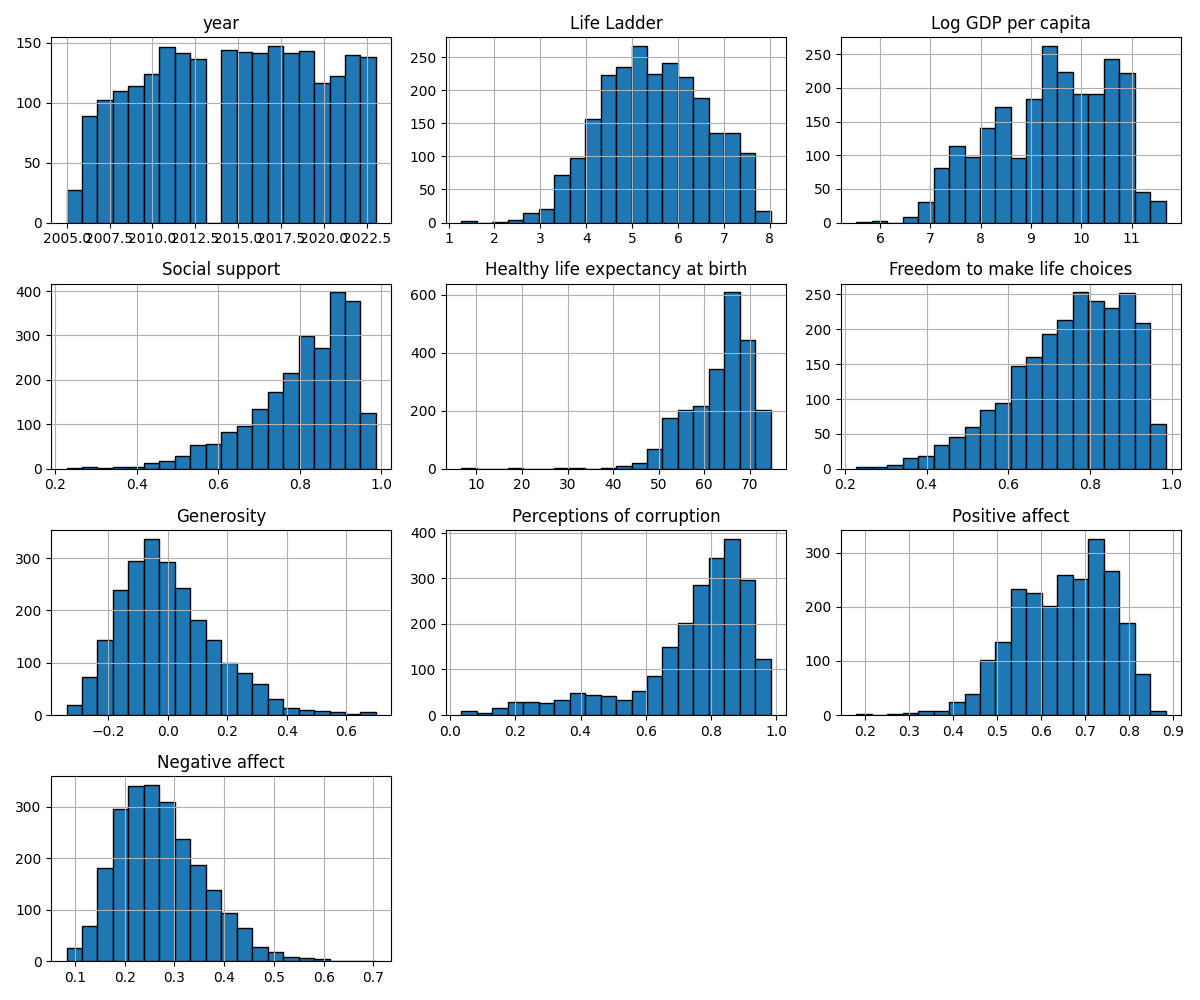 year
150
100
50
0
2005.0 2007.5 2010.0 2012.5 2015.0 2017.5 2020.0 2022.5
Life Ladder
250
200
150
100
50
0
1 2 3 4 5 6 7 8
Log GDP per capita
250
200
150
100
50
0
6 7 8 9 10 11
Social support
400
300
200
100
0
0.2 0.4 0.6 0.8 1.0
Healthy life expectancy at birth
600
400
200
0
10 20 30 40 50 60 70
Freedom to make life choices
250
200
150
100
50
0
0.2 0.4 0.6 0.8 1.0
Generosity
300
200
100
0
−0.2 0.0 0.2 0.4 0.6
Perceptions of corruption
400
300
200
100
0
0.0 0.2 0.4 0.6 0.8 1.0
Positive affect
300
200
100
0
0.2 0.3 0.4 0.5 0.6 0.7 0.8 0.9
Negative affect
300
200
100
0
0.1 0.2 0.3 0.4 0.5 0.6 0.7